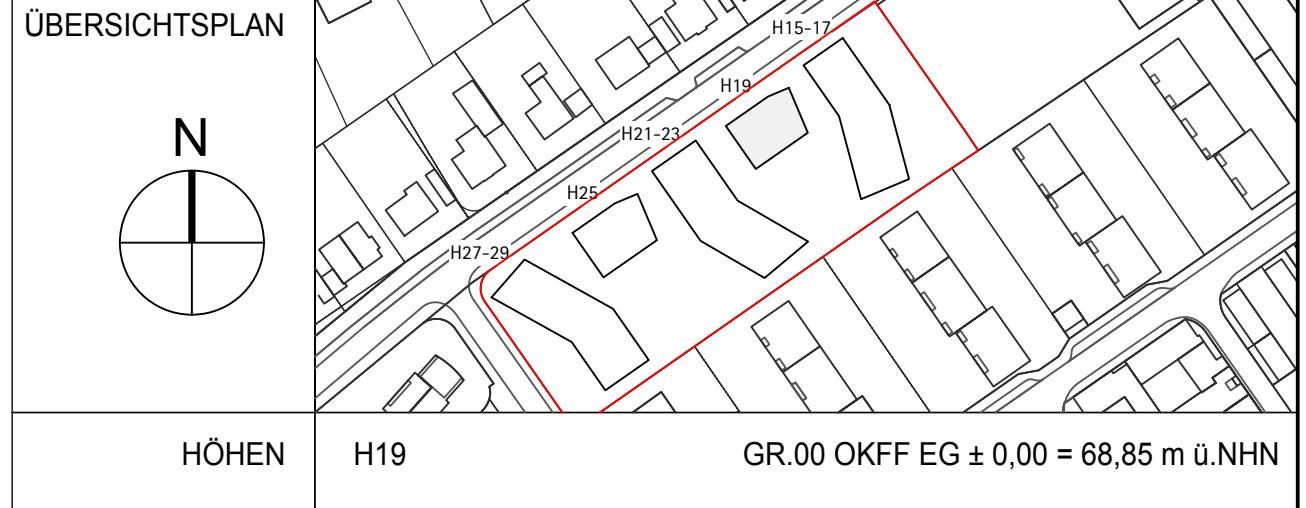 ÜBERSICHTSPLAN
N
H15-17
H19
H21-23
H25
H27-29
HÖHEN
H19
GR.00 OKFF EG ± 0,00 = 68,85 m ü.NHN